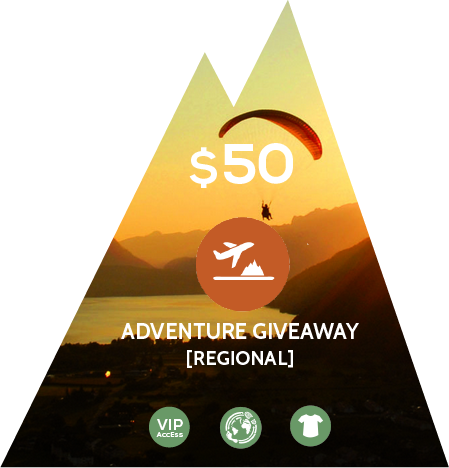 $50
ADVENTURE GIVEAWAY
[REGIONAL]
VIP
AccEss